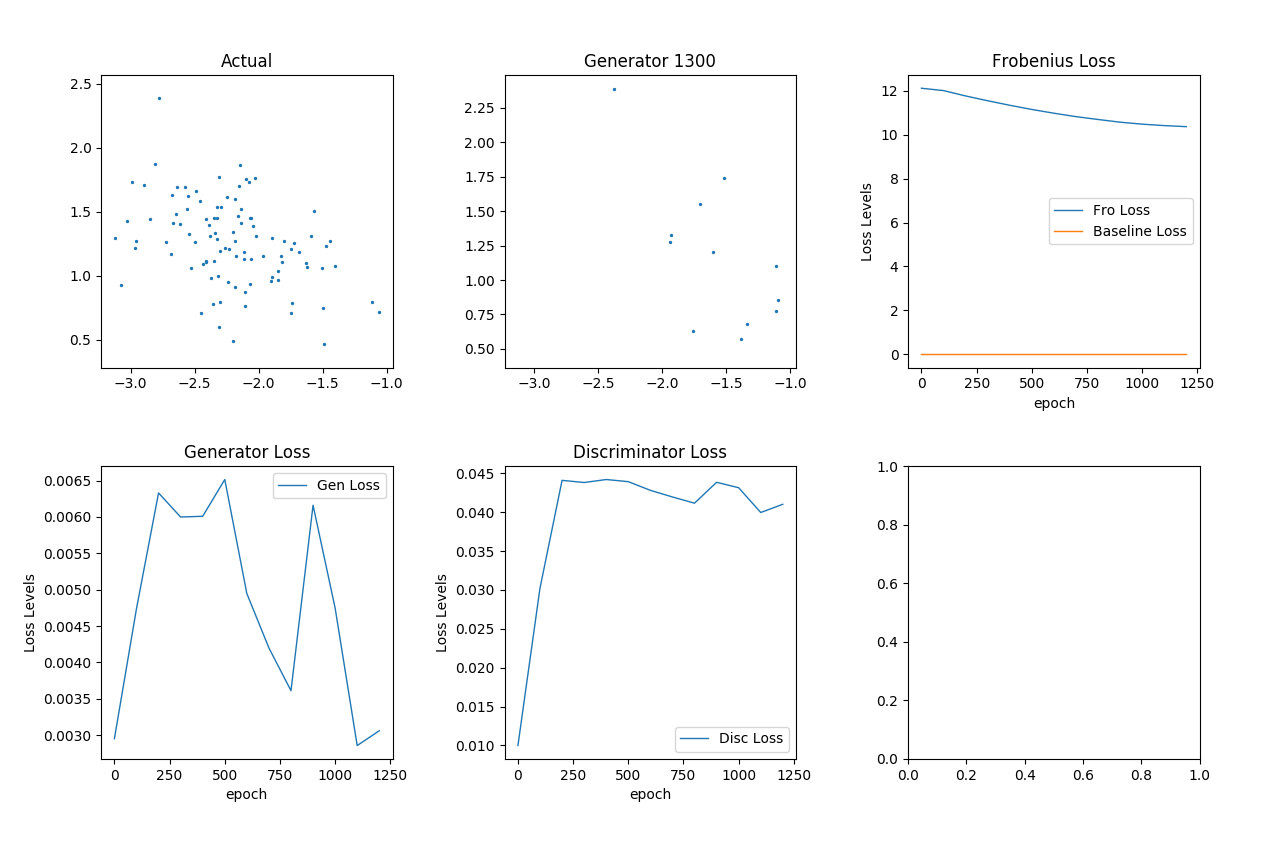 Actual
2.5
2.0
1.5
1.0
0.5
−3.0 −2.5 −2.0 −1.5 −1.0
Generator 1300
2.25
2.00
1.75
1.50
1.25
1.00
0.75
0.50
−3.0 −2.5 −2.0 −1.5 −1.0
Frobenius Loss
Loss Levels
12
10
8
6
4
2
0
Fro Loss
Baseline Loss
0 250 500 750 1000 1250
epoch
Generator Loss
Loss Levels
0.0065
0.0060
0.0055
0.0050
0.0045
0.0040
0.0035
0.0030
Gen Loss
0 250 500 750 1000 1250
epoch
Discriminator Loss
Loss Levels
0.045
0.040
0.035
0.030
0.025
0.020
0.015
0.010
Disc Loss
0 250 500 750 1000 1250
epoch
1.0
0.8
0.6
0.4
0.2
0.0
0.0 0.2 0.4 0.6 0.8 1.0